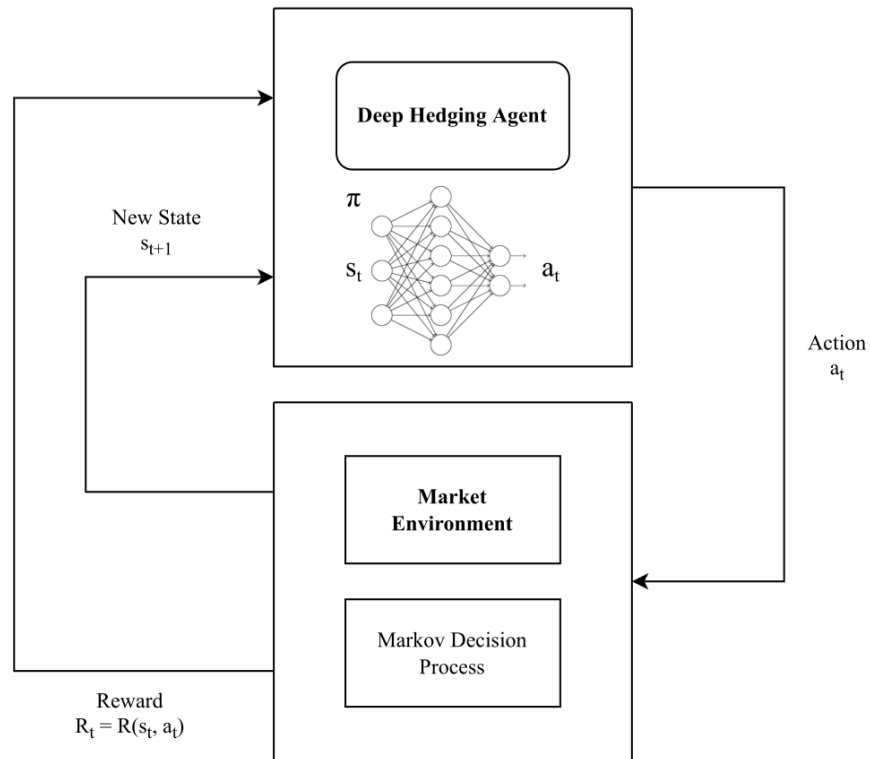 Deep Hedging Agent
π
s_t
a_t
New State
s_{t+1}
Action
a_t
Market
Environment
Markov Decision
Process
Reward
R_t = R(s_t, a_t)